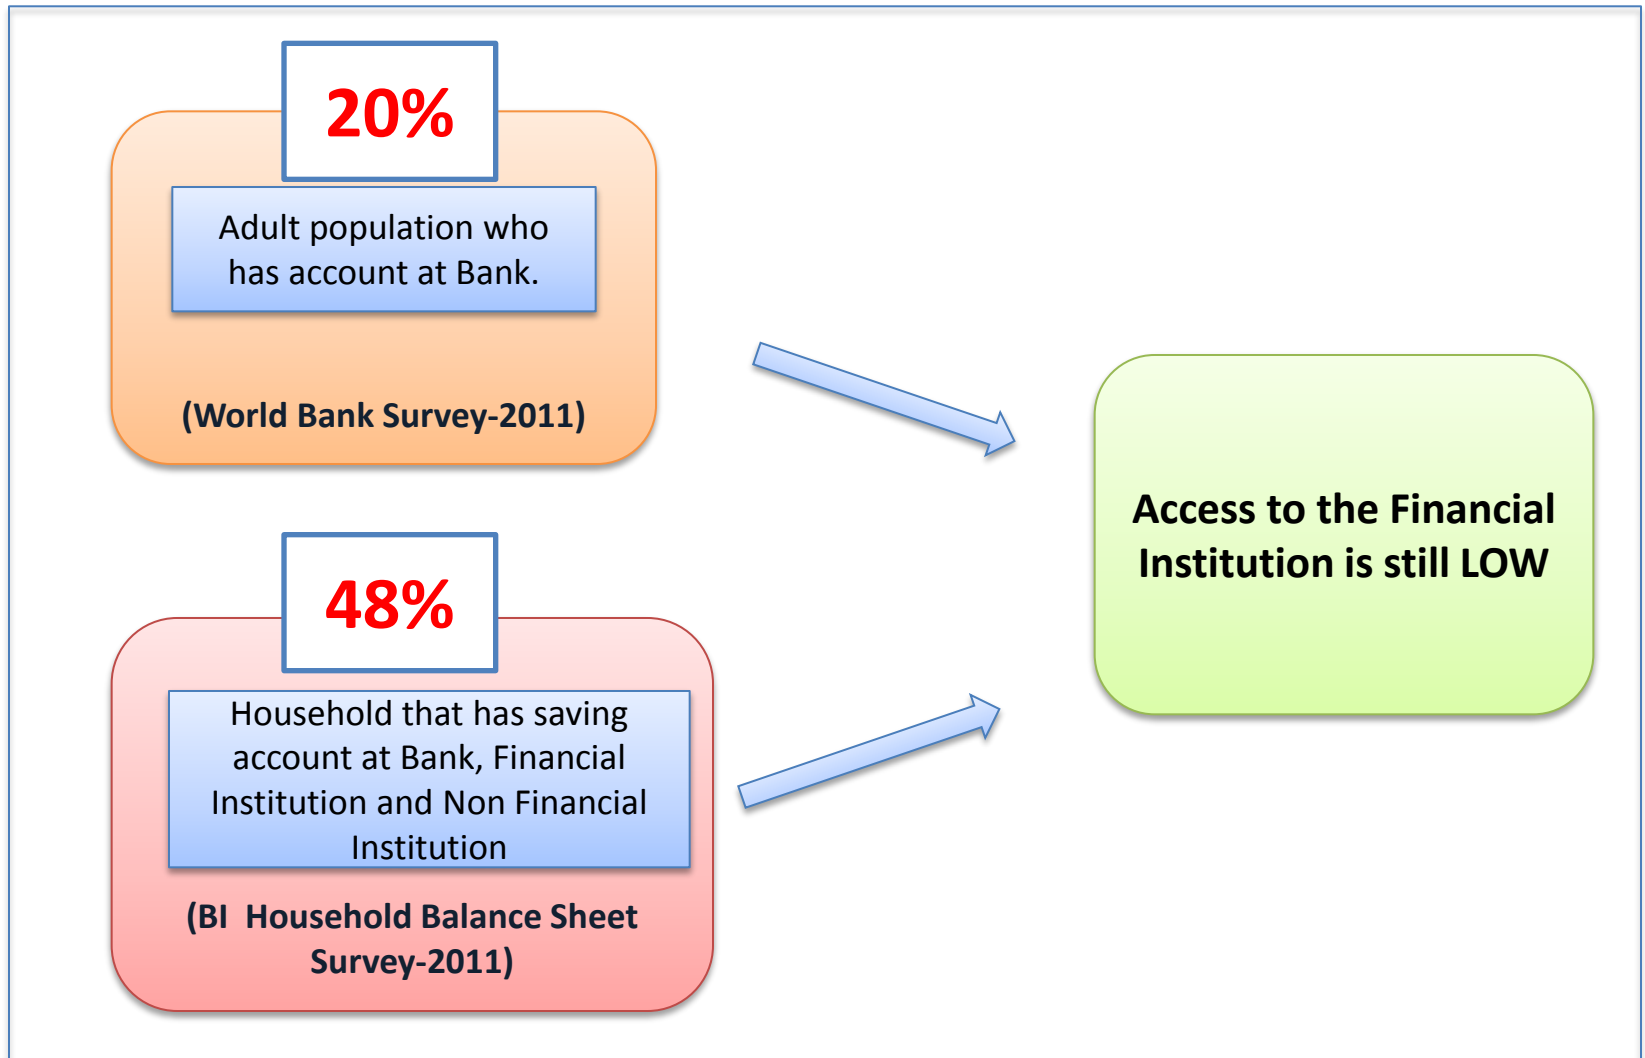 20%
Adult population who
has account at Bank.
(World Bank Survey-2011)
48%
Household that has saving
account at Bank, Financial
Institution and Non Financial
Institution
(BI  Household Balance Sheet
Survey-2011)
Access to the Financial
Institution is still LOW